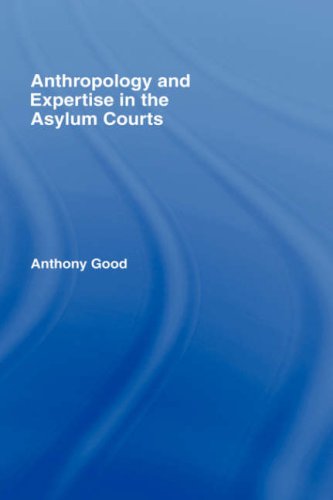 Anthropology and
Expertise in the
Asylum Courts
Anthony Good